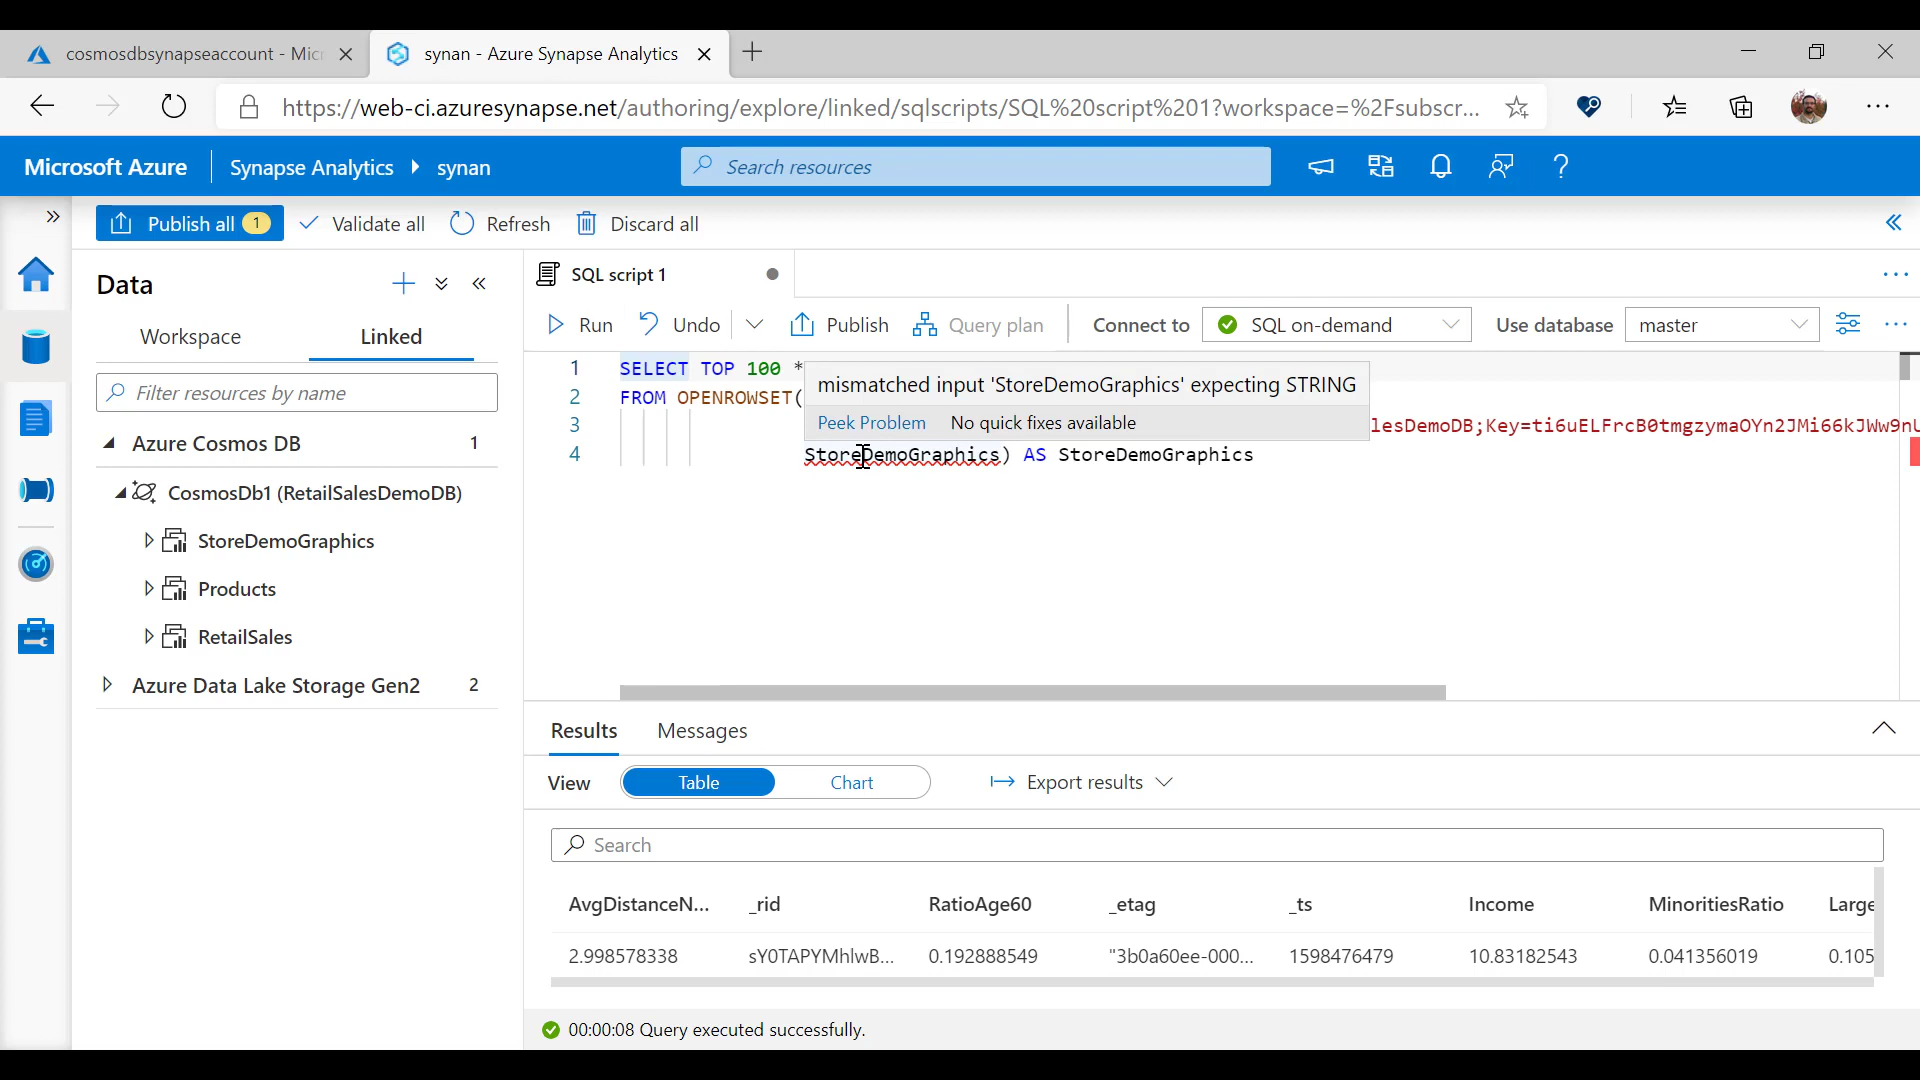 cosmosdbsynapseaccount - Mic
synan - Azure Synapse Analytics
https://web-ci.azuresynapse.net/authoring/explore/linked/sqlscripts/SQL%20script%201?workspace=%2Fsubscr...
Microsoft Azure
Synapse Analytics
synan
Search resources
Publish all 1
Validate all
Refresh
Discard all
Data
Workspace
Linked
Filter resources by name
Azure Cosmos DB 1
CosmosDb1 (RetailSalesDemoDB)
StoreDemoGraphics
Products
RetailSales
Azure Data Lake Storage Gen2 2
SQL script 1
Run
Undo
Publish
Query plan
Connect to
SQL on-demand
Use database
master
1 SELECT TOP 100 *
2 FROM OPENROWSET(
3 lesDemoDB;Key=ti6uELFrcB0tmgzymaOYn2JMi66kJWw9nU
4 StoreDemoGraphics) AS StoreDemoGraphics
mismatched input 'StoreDemoGraphics' expecting STRING
Peek Problem No quick fixes available
Results
Messages
View
Table
Chart
Export results
Search
AvgDistanceN... _rid RatioAge60 _etag _ts Income MinoritiesRatio Large
2.998578338 sY0TAPYMhlwB... 0.192888549 "3b0a60ee-000... 1598476479 10.83182543 0.041356019 0.105
00:00:08 Query executed successfully.